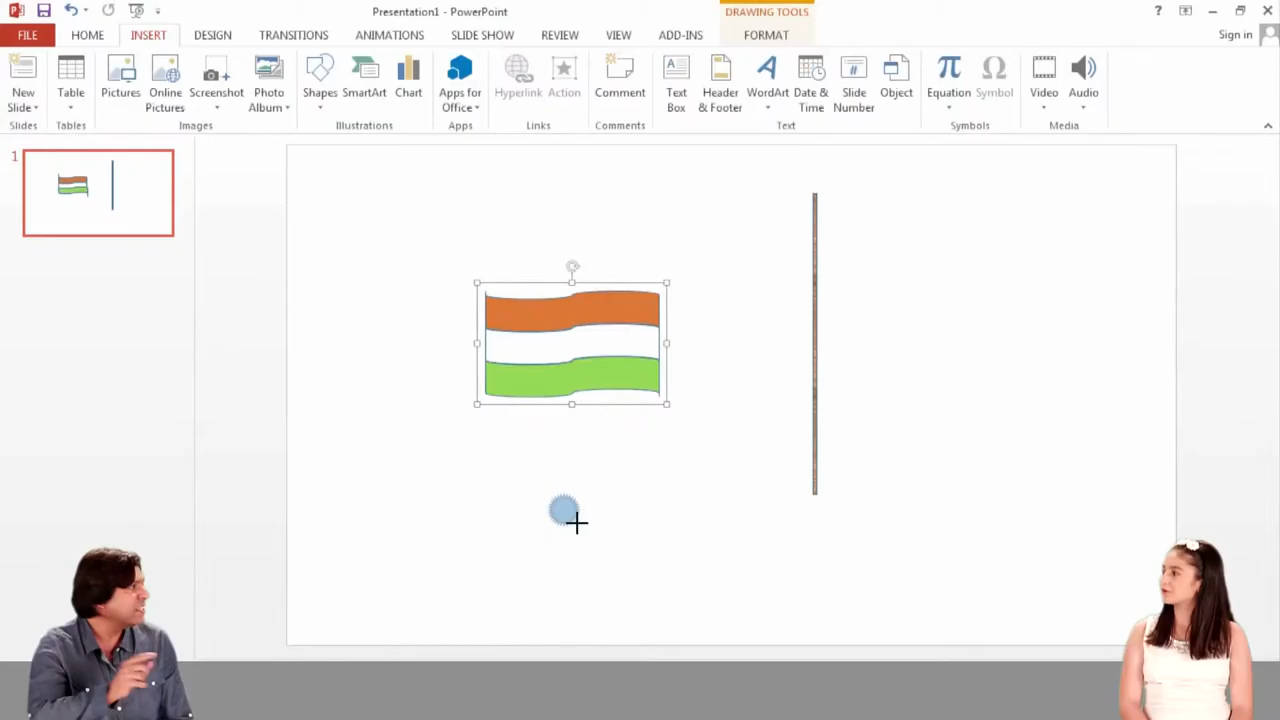 Presentation1 - PowerPoint
DRAWING TOOLS
?
FILE
HOME
INSERT
DESIGN
TRANSITIONS
ANIMATIONS
SLIDE SHOW
REVIEW
VIEW
ADD-INS
FORMAT
Sign in
New Slide
Table
Pictures
Online Pictures
Screenshot
Photo Album
Shapes
SmartArt
Chart
Apps for Office
Hyperlink
Action
Comment
Text Box
Header & Footer
WordArt
Date & Time
Slide Number
Object
Equation
Symbol
Video
Audio
Slides
Tables
Images
Illustrations
Apps
Links
Comments
Text
Symbols
Media
1